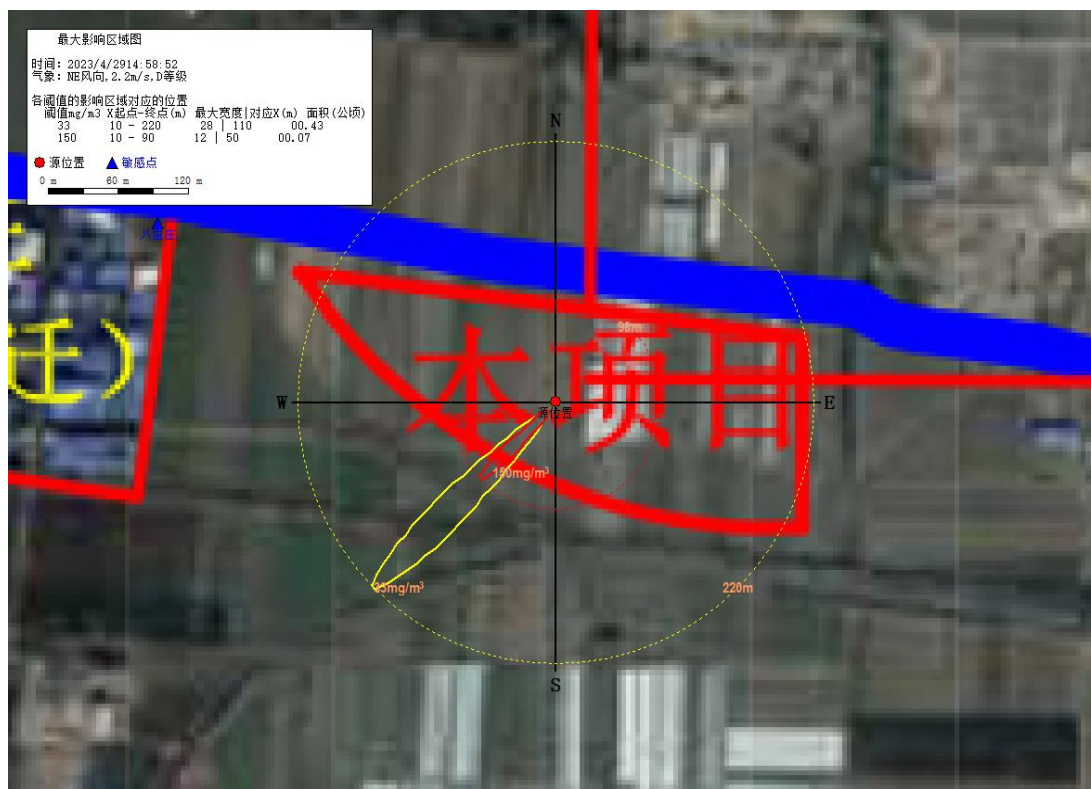 最大影响区域图
时间：2023/4/2914:58:52
气象：NE风向,2.2m/s,D等级
各阈值的影响区域对应的位置
阈值mg/m3 X起点-终点(m) 最大宽度|对应X(m) 面积(公顷)
33 10 - 220 28 | 110 00.43
150 10 - 90 12 | 50 00.07
源位置 敏感点
0 m 60 m 120 m
N
90m
本项目
W
源位置
E
150mg/m³
33mg/m³
220m
S